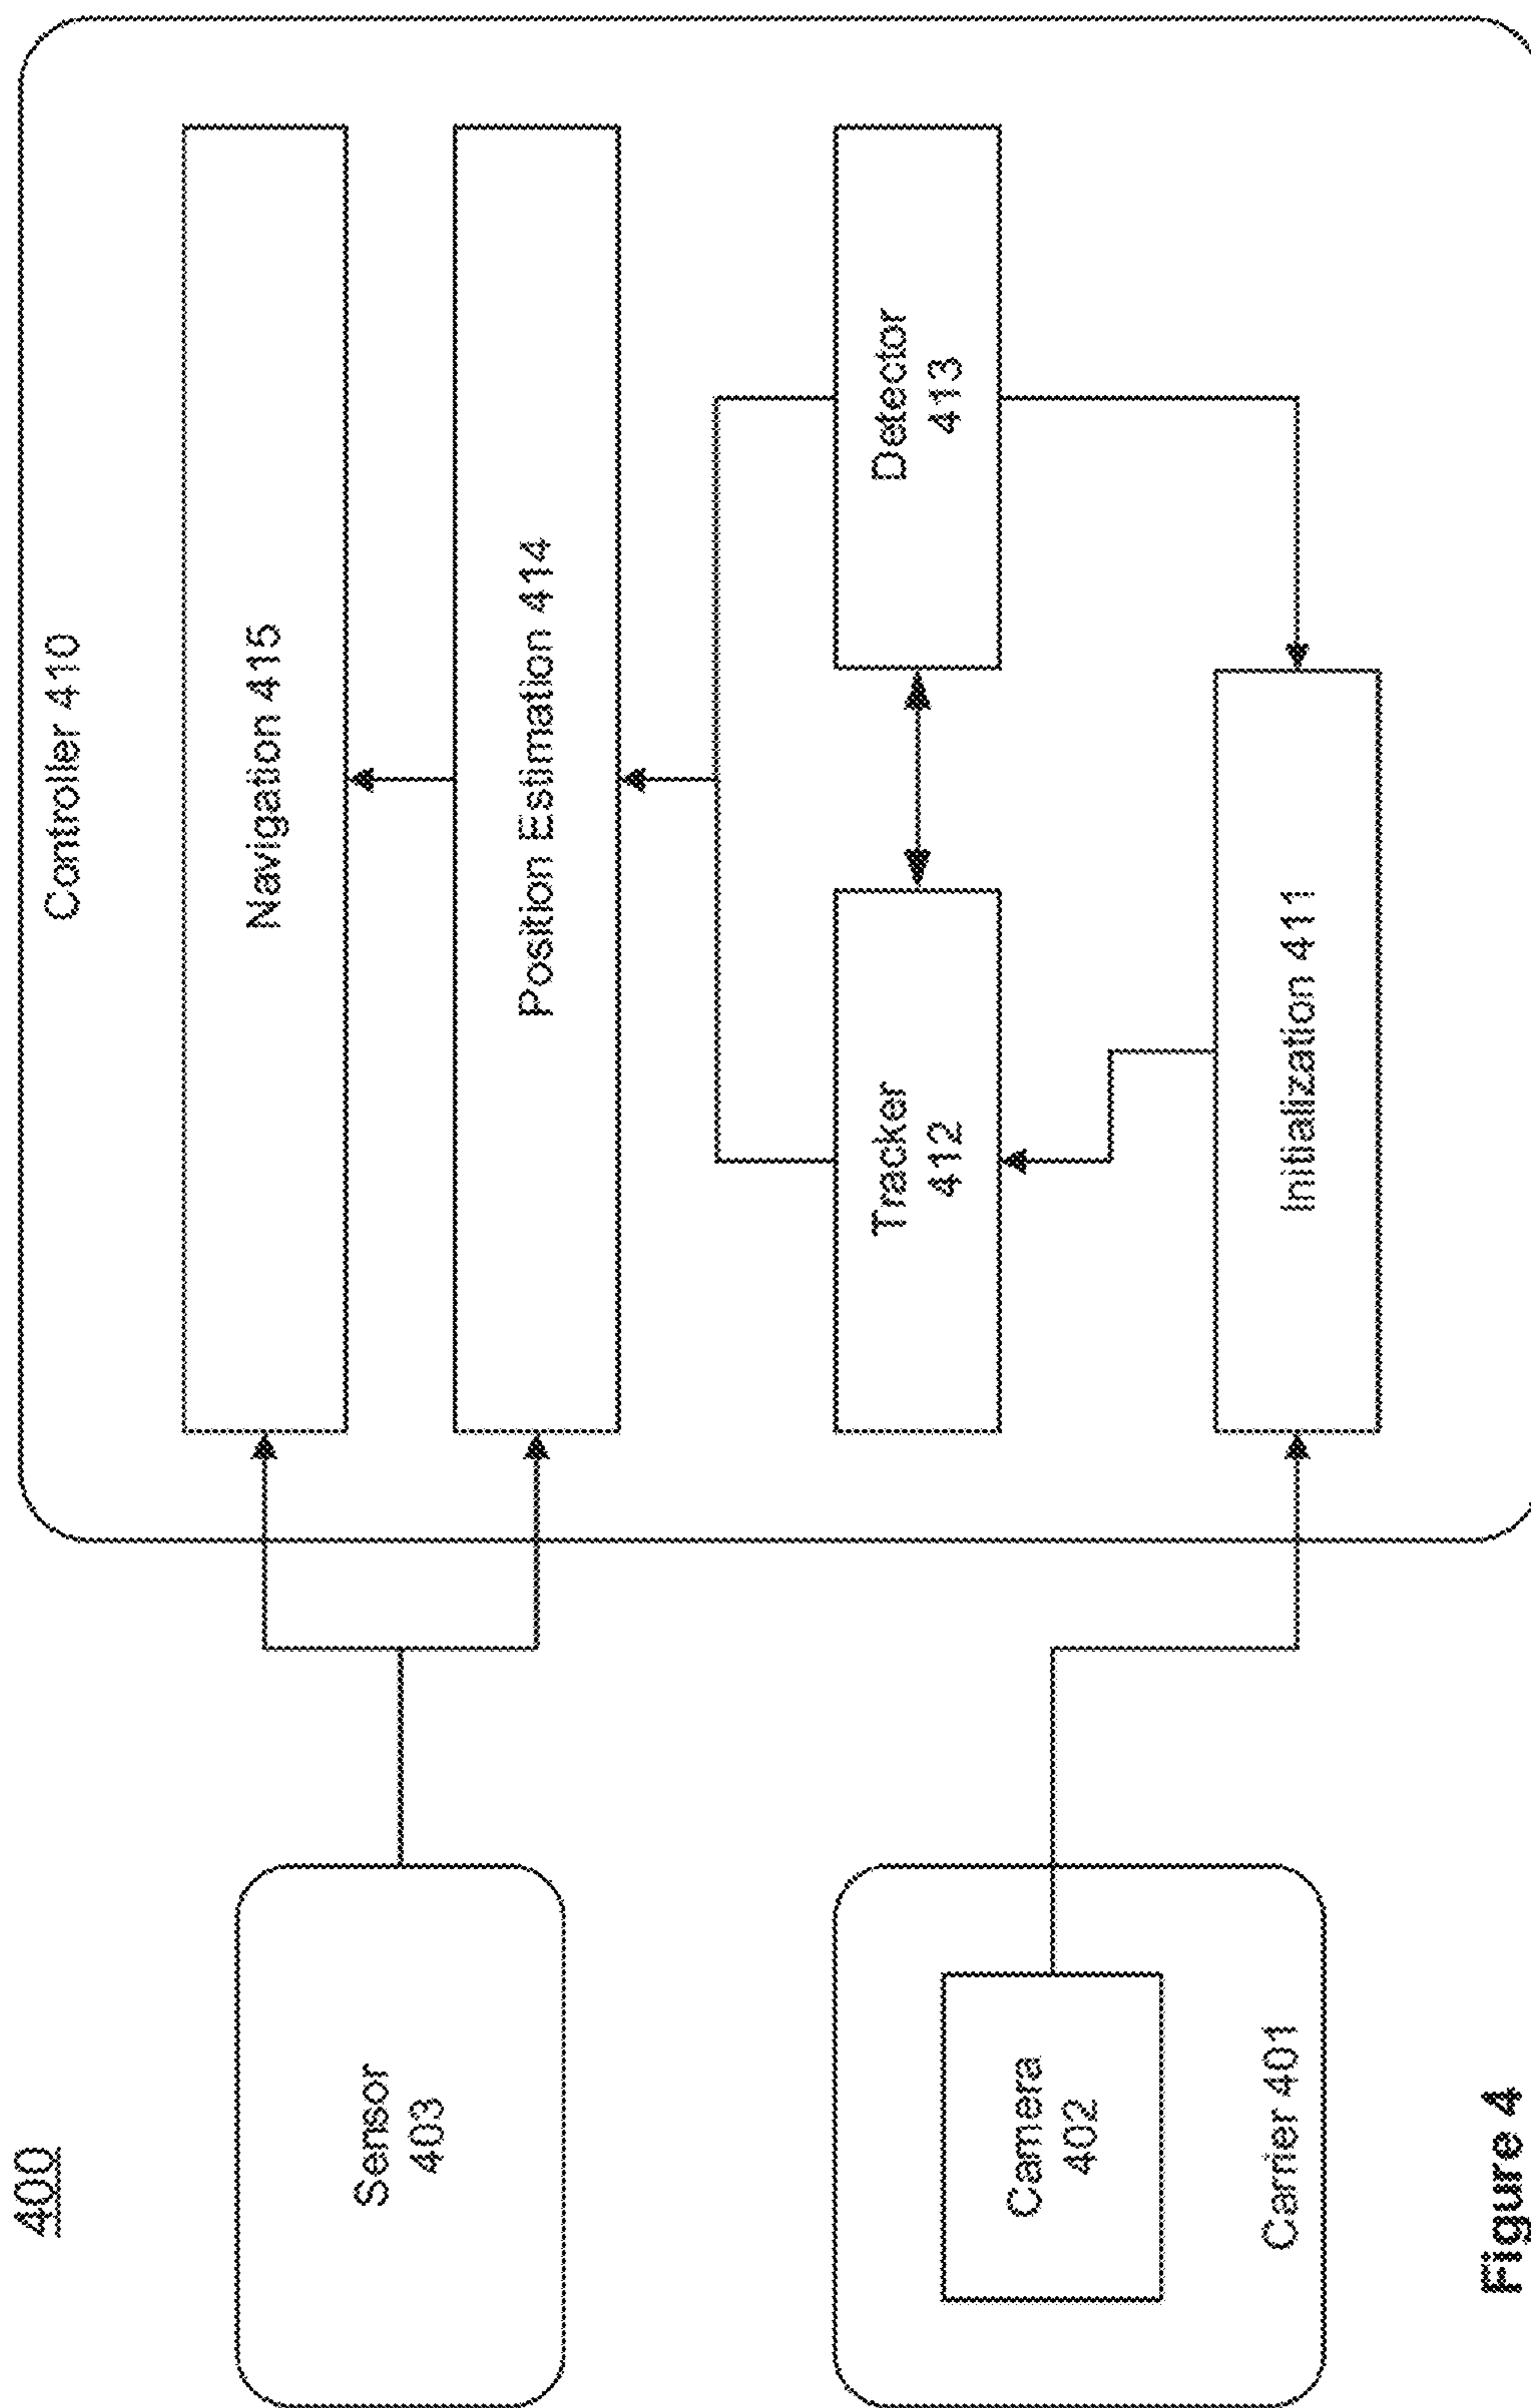 400
Controller 410
Navigation 415
Sensor
403
Position Estimation 414
Tracker
412
Detector
413
Camera
402
Carrier 401
Initialization 411
Figure 4